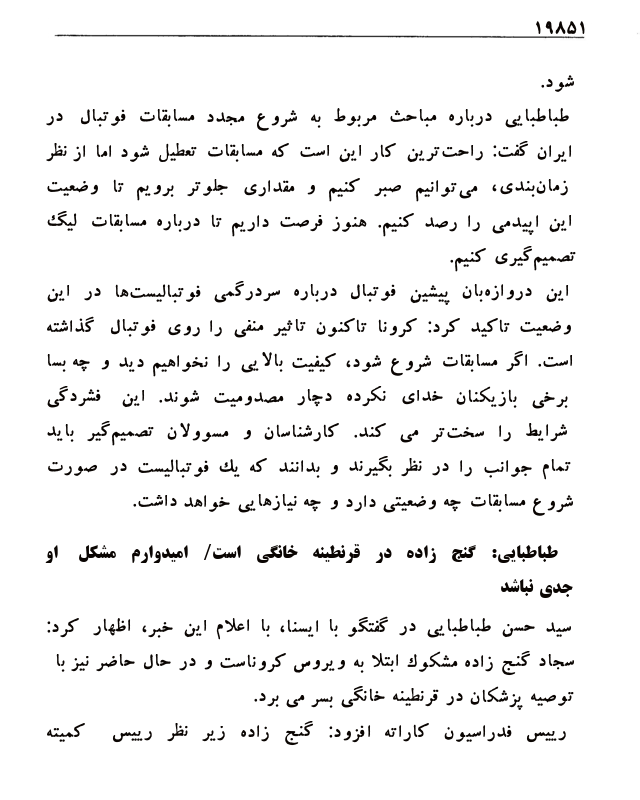 ۱۹۸۵۱
شود.
طباطبایی درباره مباحث مربوط به شروع مجدد مسابقات فوتبال در
ایران گفت: راحت‌ترین کار این است که مسابقات تعطیل شود اما از نظر
زمان‌بندی، می‌توانیم صبر کنیم و مقداری جلوتر برویم تا وضعیت
این اپیدمی را رصد کنیم. هنوز فرصت داریم تا درباره مسابقات لیگ
تصمیم‌گیری کنیم.
این دروازه‌بان پیشین فوتبال درباره سردرگمی فوتبالیست‌ها در این
وضعیت تاکید کرد: کرونا تاکنون تاثیر منفی را روی فوتبال گذاشته
است. اگر مسابقات شروع شود، کیفیت بالایی را نخواهیم دید و چه بسا
برخی بازیکنان خدای نکرده دچار مصدومیت شوند. این فشردگی
شرایط را سخت‌تر می کند. کارشناسان و مسوولان تصمیم‌گیر باید
تمام جوانب را در نظر بگیرند و بدانند که یك فوتبالیست در صورت
شروع مسابقات چه وضعیتی دارد و چه نیازهایی خواهد داشت.
طباطبایی: گنج زاده در قرنطینه خانگی است/ امیدوارم مشکل او
جدی نباشد
سید حسن طباطبایی در گفتگو با ایسنا، با اعلام این خبر، اظهار کرد:
سجاد گنج زاده مشکوك ابتلا به ویروس کروناست و در حال حاضر نیز با
توصیه پزشکان در قرنطینه خانگی بسر می برد.
رییس فدراسیون کاراته افزود: گنج زاده زیر نظر رییس کمیته